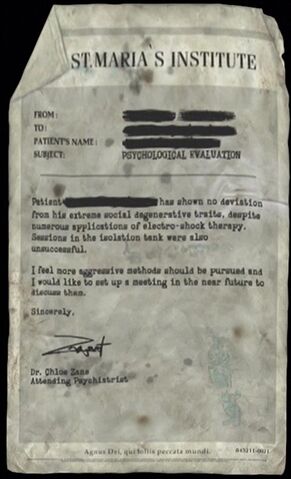 ST.MARIA`S INSTITUTE
FROM:
TO:
PATIENT'S NAME:
SUBJECT: PSYCHOLOGICAL EVALUATION
Patient has shown no deviation
from his extreme social degenerative traits, despite
numerous applications of electro-shock therapy.
Sessions in the isolation tank were also
unsuccessful.
I feel more aggressive methods should be pursued and
I would like to set up a meeting in the near future to
discuss them.
Sincerely,
Dr. Chloe Zane
Attending Psychiatrist
Agnus Dei, qui tollis peccata mundi.